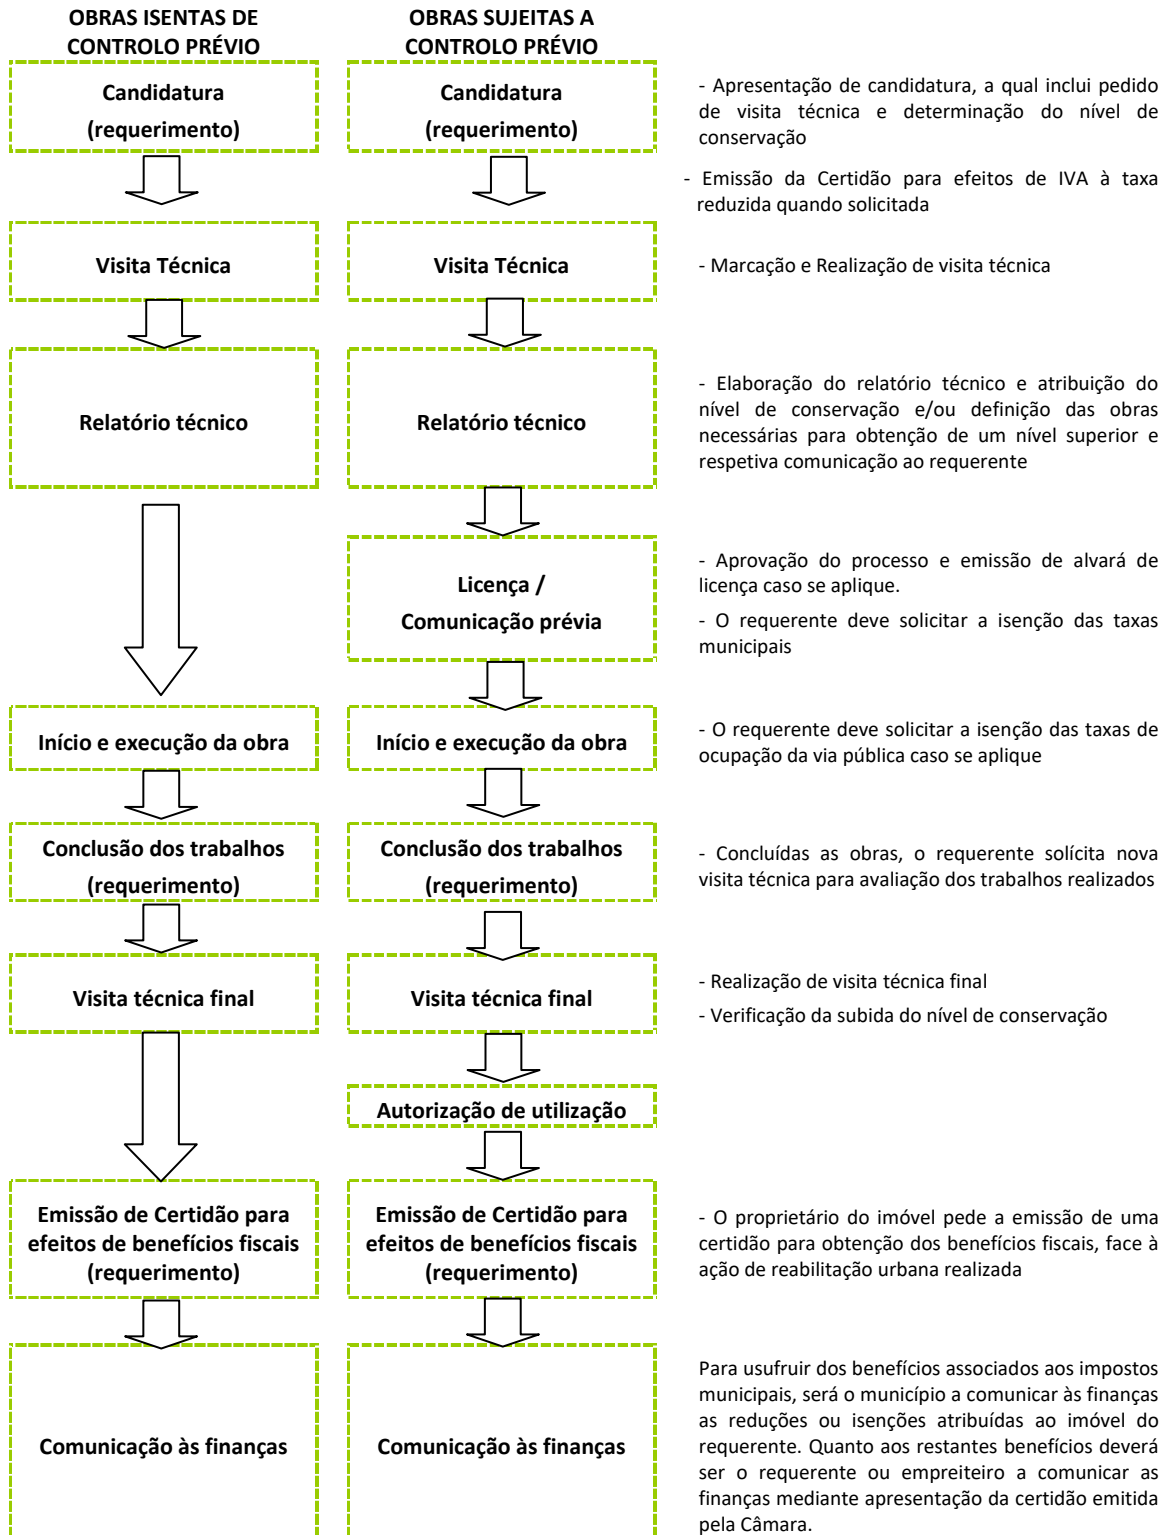 OBRAS ISENTAS DE
CONTROLO PRÉVIO
OBRAS SUJEITAS A
CONTROLO PRÉVIO
Candidatura
(requerimento)
Candidatura
(requerimento)
- Apresentação de candidatura, a qual inclui pedido
de visita técnica e determinação do nível de
conservação
- Emissão da Certidão para efeitos de IVA à taxa
reduzida quando solicitada
Visita Técnica
Visita Técnica
- Marcação e Realização de visita técnica
Relatório técnico
Relatório técnico
- Elaboração do relatório técnico e atribuição do
nível de conservação e/ou definição das obras
necessárias para obtenção de um nível superior e
respetiva comunicação ao requerente
Licença /
Comunicação prévia
- Aprovação do processo e emissão de alvará de
licença caso se aplique.
- O requerente deve solicitar a isenção das taxas
municipais
Início e execução da obra
Início e execução da obra
- O requerente deve solicitar a isenção das taxas de
ocupação da via pública caso se aplique
Conclusão dos trabalhos
(requerimento)
Conclusão dos trabalhos
(requerimento)
- Concluídas as obras, o requerente solícita nova
visita técnica para avaliação dos trabalhos realizados
Visita técnica final
Visita técnica final
- Realização de visita técnica final
- Verificação da subida do nível de conservação
Autorização de utilização
Emissão de Certidão para
efeitos de benefícios fiscais
(requerimento)
Emissão de Certidão para
efeitos de benefícios fiscais
(requerimento)
- O proprietário do imóvel pede a emissão de uma
certidão para obtenção dos benefícios fiscais, face à
ação de reabilitação urbana realizada
Comunicação às finanças
Comunicação às finanças
Para usufruir dos benefícios associados aos impostos
municipais, será o município a comunicar às finanças
as reduções ou isenções atribuídas ao imóvel do
requerente. Quanto aos restantes benefícios deverá
ser o requerente ou empreiteiro a comunicar as
finanças mediante apresentação da certidão emitida
pela Câmara.